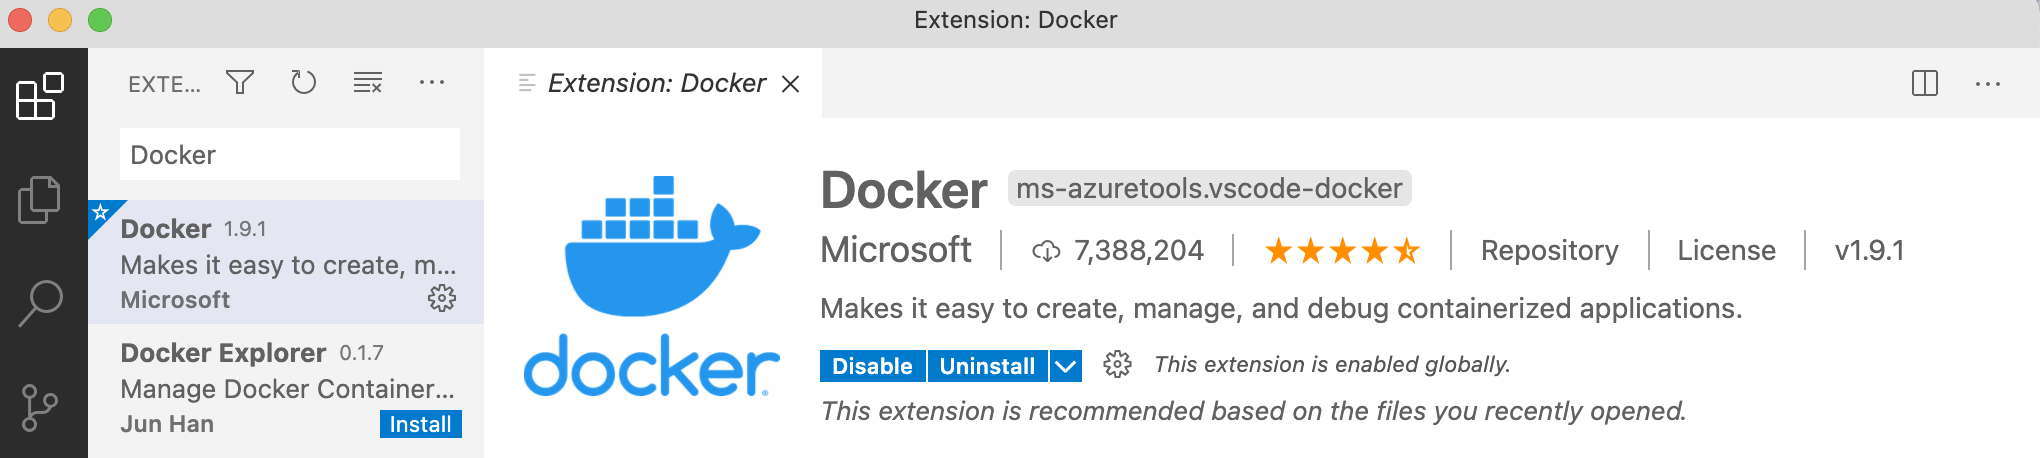 Extension: Docker
EXTE...
Extension: Docker
Docker
Docker 1.9.1
Makes it easy to create, m...
Microsoft
Docker Explorer 0.1.7
Manage Docker Container...
Jun Han Install
docker
Docker ms-azuretools.vscode-docker
Microsoft 7,388,204 Repository License v1.9.1
Makes it easy to create, manage, and debug containerized applications.
Disable Uninstall This extension is enabled globally.
This extension is recommended based on the files you recently opened.